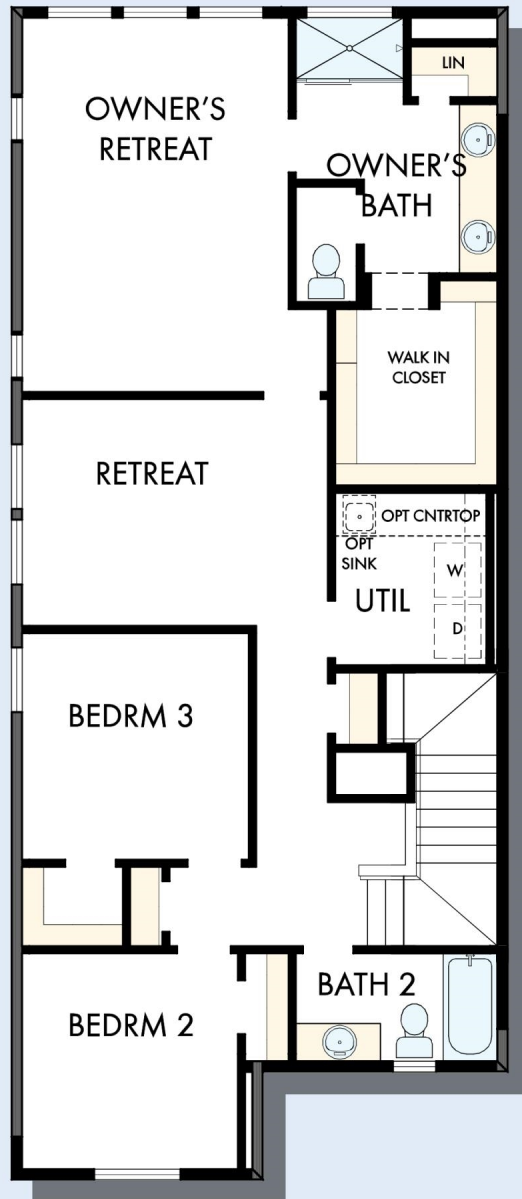 OWNER'S
RETREAT
LIN
OWNER'S
BATH
WALK IN
CLOSET
RETREAT
OPT CNTRTOP
OPT
SINK
W
UTIL
D
BEDRM 3
BATH 2
BEDRM 2